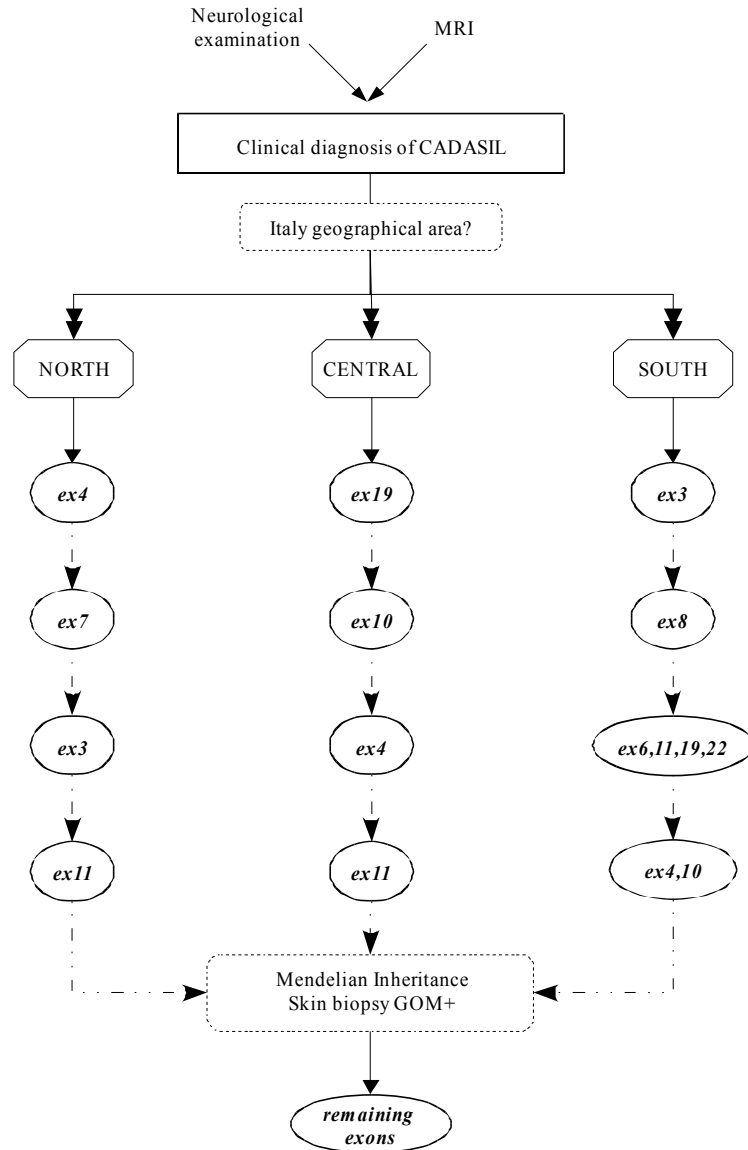 Neurological
examination
MRI
Clinical diagnosis of CADASIL
Italy geographical area?
NORTH
CENTRAL
SOUTH
ex4
ex19
ex3
ex7
ex10
ex8
ex3
ex4
ex6,11,19,22
ex11
ex11
ex4,10
Mendelian Inheritance
Skin biopsy GOM+
remaining
exons